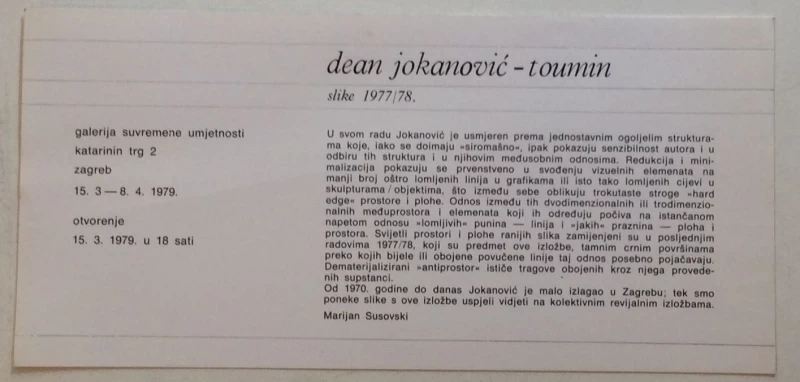 dean jokanović - toumin
slike 1977/78.
galerija suvremene umjetnosti
katarinin trg 2
zagreb
15. 3 — 8. 4. 1979.
otvorenje
15. 3. 1979. u 18 sati
U svom radu Jokanović je usmjeren prema jednostavnim ogoljelim struktura-
ma koje, iako se doimaju »siromašno«, ipak pokazuju senzibilnost autora i u
odbiru tih struktura i u njihovim međusobnim odnosima. Redukcija i mini-
malizacija pokazuju se prvenstveno u svođenju vizuelnih elemenata na
manji broj oštro lomljenih linija u grafikama ili isto tako lomljenih cijevi u
skulpturama / objektima, što između sebe oblikuju trokutaste stroge »hard
edge« prostore i plohe. Odnos između tih dvodimenzionalnih ili trodimenzio-
nalnih međuprostora i elemenata koji ih određuju počiva na istančanom
napetom odnosu »lomljivih« punina — linija i »jakih« praznina — ploha i
prostora. Svijetli prostori i plohe ranijih slika zamijenjeni su u posljednjim
radovima 1977/78, koji su predmet ove izložbe, tamnim crnim površinama
preko kojih bijele ili obojene povučene linije taj odnos posebno pojačavaju.
Dematerijalizirani »antiprostor« ističe tragove obojenih kroz njega provede-
nih supstanci.
Od 1970. godine do danas Jokanović je malo izlagao u Zagrebu; tek smo
poneke slike s ove izložbe uspjeli vidjeti na kolektivnim revijalnim izložbama.
Marijan Susovski